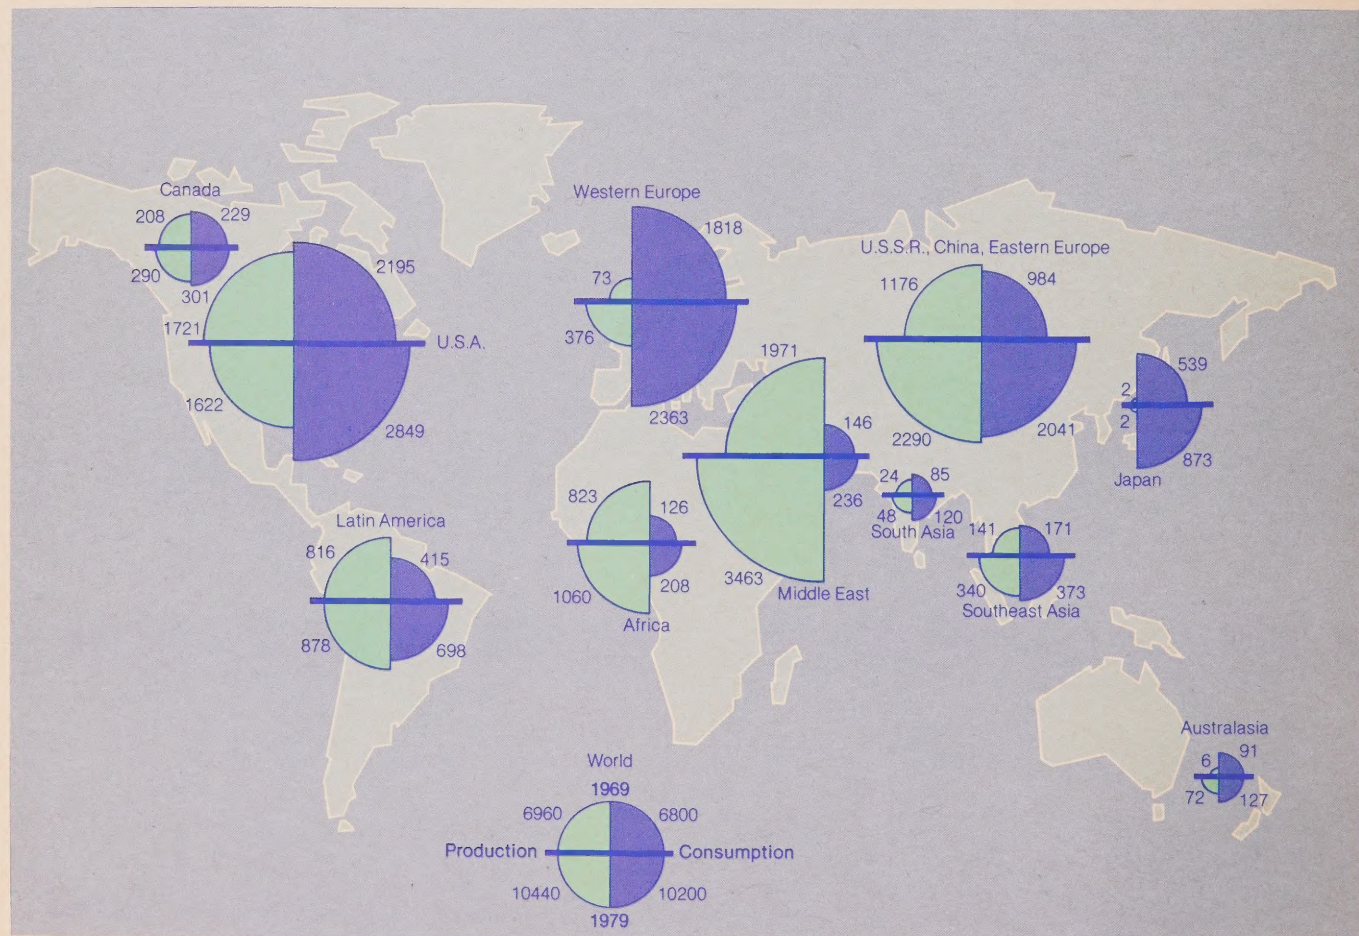 Canada
208 229
290
301
2195
1721
U.S.A.
1622
2849
Western Europe
1818
73
376
2363
U.S.S.R., China, Eastern Europe
1176 984
2290 2041
539
2
2
873
Japan
1971
146
236
3463
Middle East
24 85
48 120
South Asia
141 171
340 373
Southeast Asia
823 126
1060 208
Africa
Latin America
816 415
878 698
Australasia
6 91
72 127
World
1969
6960 6800
Production Consumption
10440 10200
1979